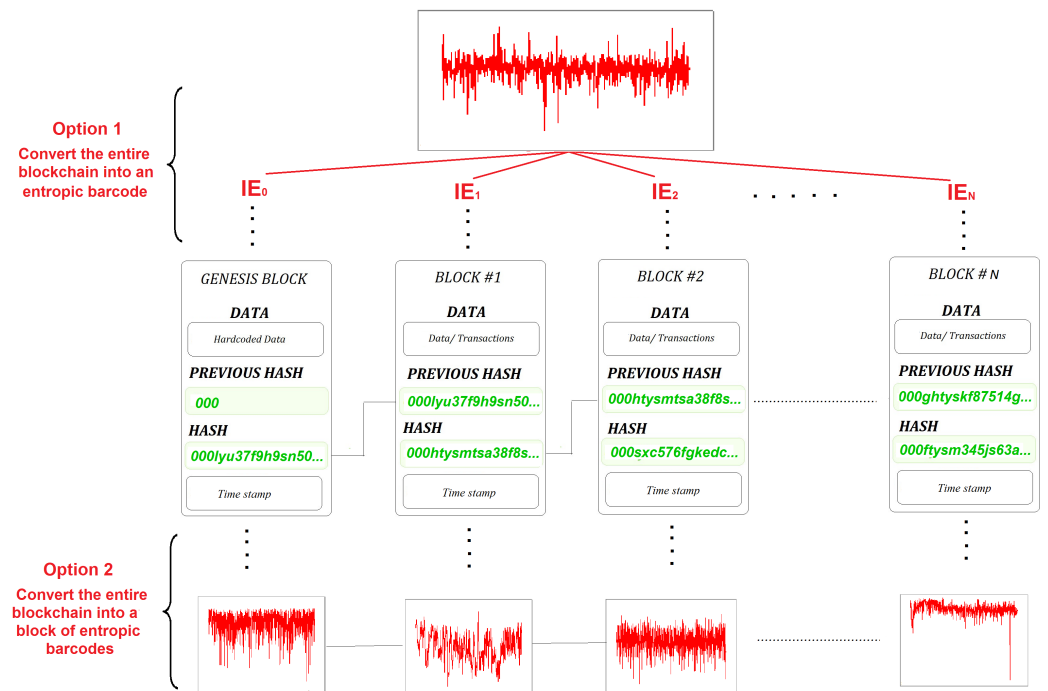 Option 1
Convert the entire
blockchain into an
entropic barcode
IE0
IE1
IE2
IEN
GENESIS BLOCK
DATA
Hardcoded Data
PREVIOUS HASH
000
HASH
000lyu37f9h9sn50...
Time stamp
BLOCK #1
DATA
Data/ Transactions
PREVIOUS HASH
000lyu37f9h9sn50...
HASH
000htysmtsa38f8s...
Time stamp
BLOCK #2
DATA
Data/ Transactions
PREVIOUS HASH
000htysmtsa38f8s...
HASH
000sxc576fgkedc...
Time stamp
BLOCK # N
DATA
Data/ Transactions
PREVIOUS HASH
000ghtyskf87514g...
HASH
000ftysm345js63a...
Time stamp
Option 2
Convert the entire
blockchain into a
block of entropic
barcodes